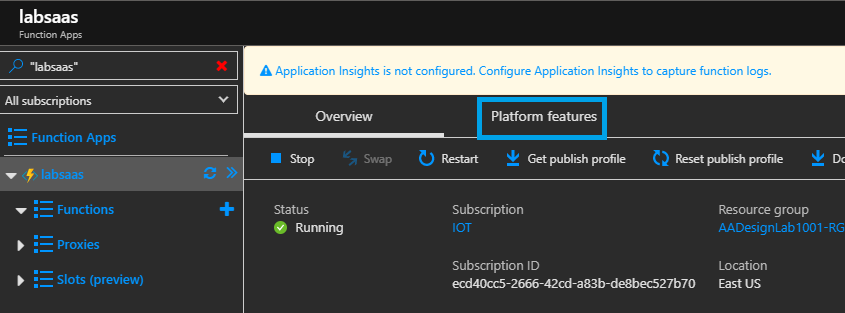 labsaas
Function Apps
"labsaas"
All subscriptions
Function Apps
labsaas
Functions
Proxies
Slots (preview)
Application Insights is not configured. Configure Application Insights to capture function logs.
Overview Platform features
Stop Swap Restart Get publish profile Reset publish profile Do
Status Subscription Resource group
Running IOT AADesignLab1001-RG
Subscription ID Location
ecd40cc5-2666-42cd-a83b-de8bec527b70 East US